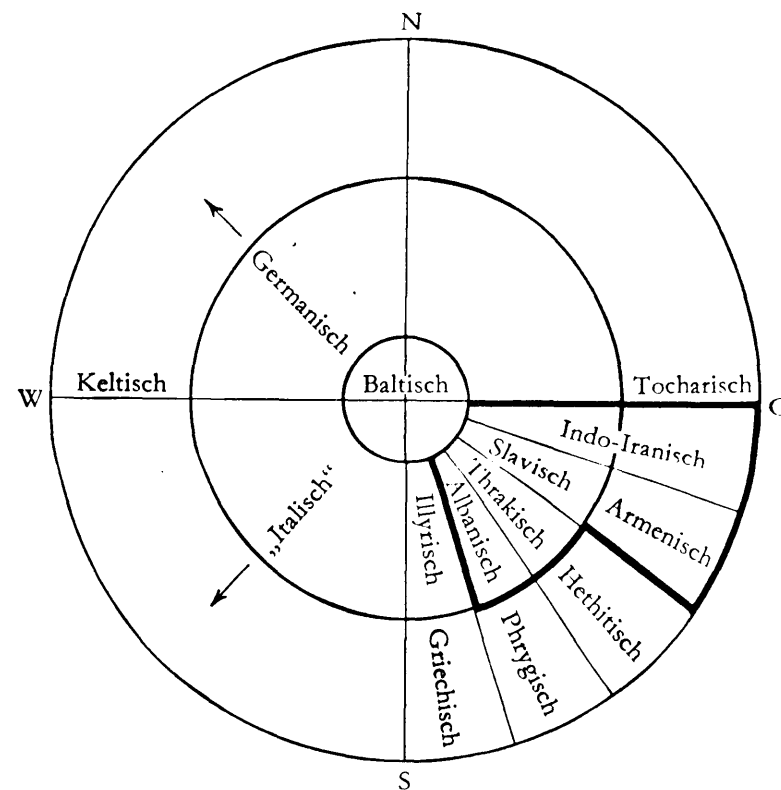 N
Germanisch
W
Keltisch
Baltisch
Tocharisch
Indo-Iranisch
Slavisch
Armenisch
Thrakisch
Albanisch
Illyrisch
„Italisch“
Hethitisch
Phrygisch
Griechisch
S